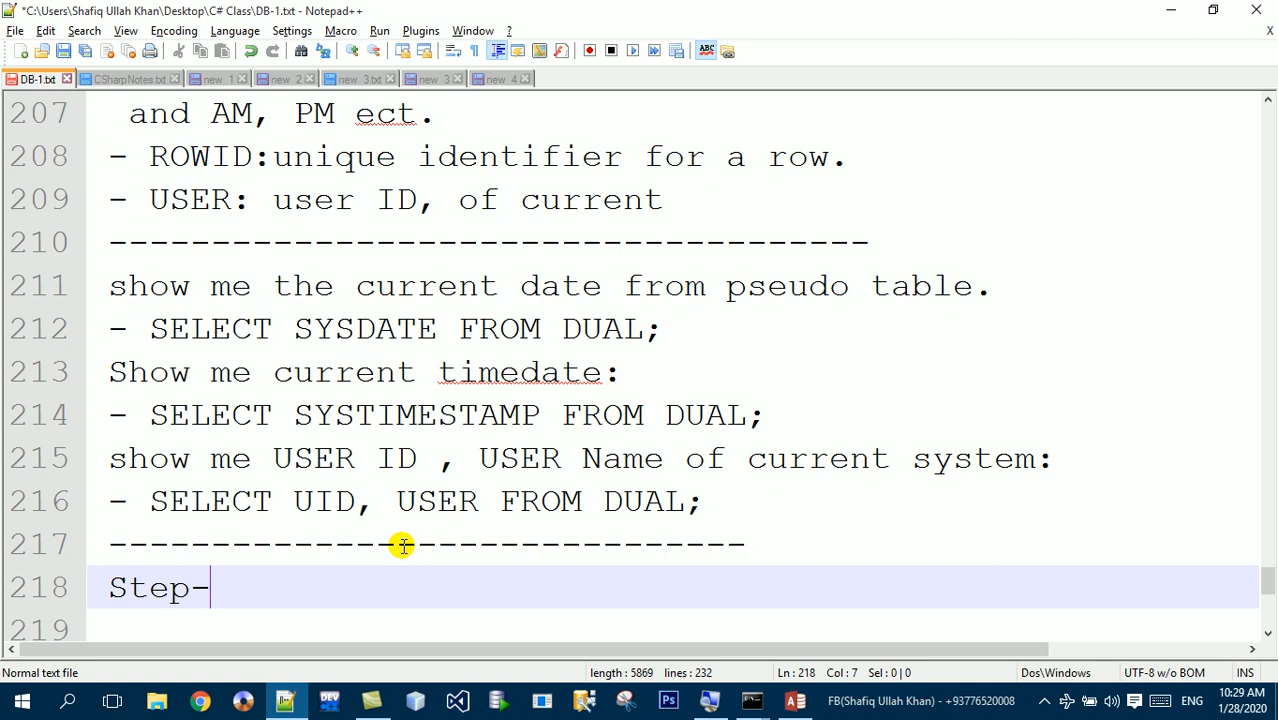 *C:\Users\Shafiq Ullah Khan\Desktop\C# Class\DB-1.txt - Notepad++
File Edit Search View Encoding Language Settings Macro Run Plugins Window ? X
DB-1.txt CSharpNotes.txt new 1 new 2 new 3.txt new 3 new 4
207 and AM, PM ect.
208 - ROWID:unique identifier for a row.
209 - USER: user ID, of current
210 -------------------------------------
211 show me the current date from pseudo table.
212 - SELECT SYSDATE FROM DUAL;
213 Show me current timedate:
214 - SELECT SYSTIMESTAMP FROM DUAL;
215 show me USER ID , USER Name of current system:
216 - SELECT UID, USER FROM DUAL;
217 -------------------------------
218 Step-
219
Normal text file length : 5869 lines : 232 Ln : 218 Col : 7 Sel : 0 | 0 Dos\Windows UTF-8 w/o BOM INS
FB(Shafiq Ullah Khan) - +93776520008 ENG 10:29 AM
1/28/2020